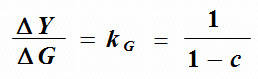 ΔY/ΔG = k_G = 1/(1 − c)